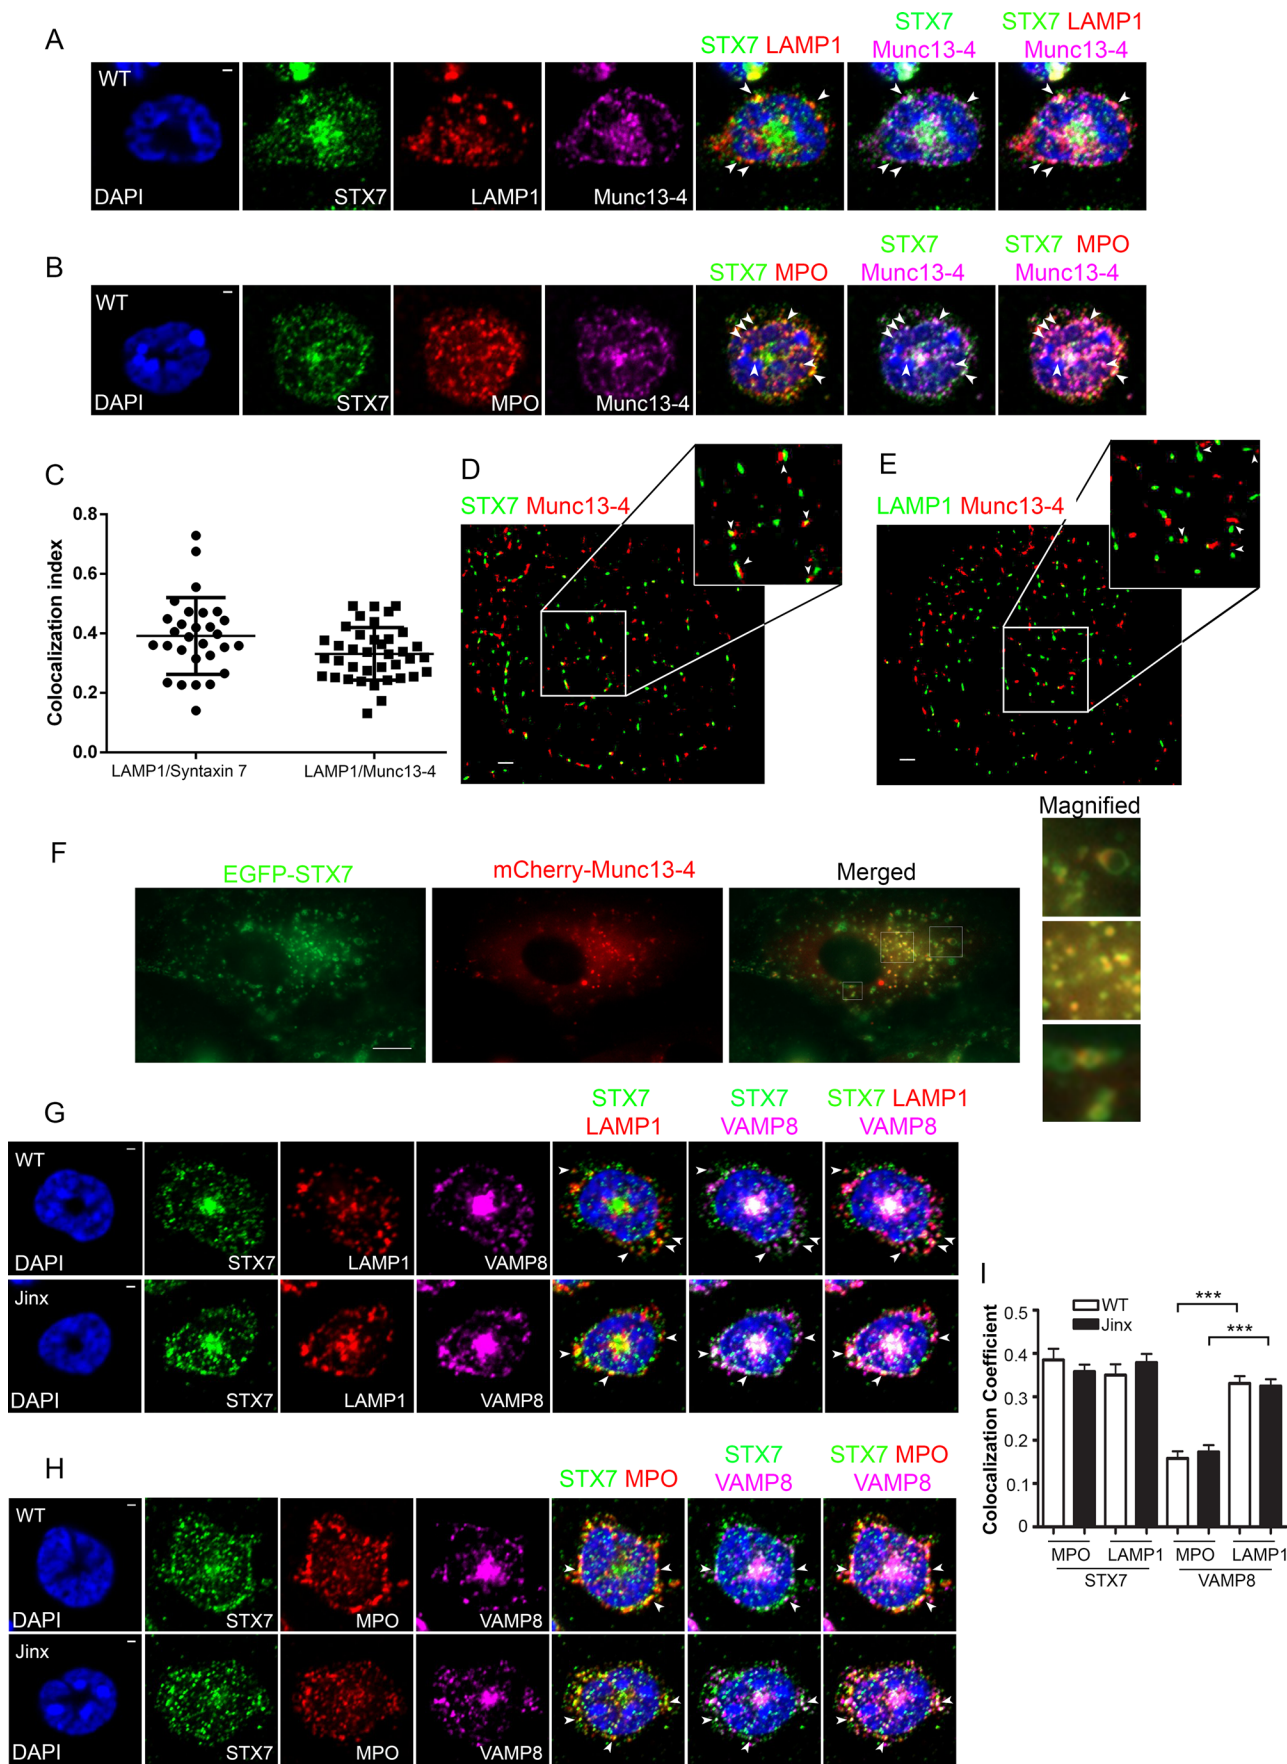 A
STX7 LAMP1
STX7
Munc13-4
STX7 LAMP1
Munc13-4
WT
DAPI
STX7
LAMP1
Munc13-4
B
STX7 MPO
STX7
Munc13-4
STX7 MPO
Munc13-4
WT
DAPI
STX7
MPO
Munc13-4
C
Colocalization index
0.8
0.6
0.4
0.2
0.0
LAMP1/Syntaxin 7
LAMP1/Munc13-4
D
STX7 Munc13-4
E
LAMP1 Munc13-4
F
EGFP-STX7
mCherry-Munc13-4
Merged
Magnified
G
STX7
LAMP1
STX7
VAMP8
STX7 LAMP1
VAMP8
WT
DAPI
STX7
LAMP1
VAMP8
Jinx
DAPI
STX7
LAMP1
VAMP8
H
STX7 MPO
STX7
VAMP8
STX7 MPO
VAMP8
WT
DAPI
STX7
MPO
VAMP8
Jinx
DAPI
STX7
MPO
VAMP8
I
Colocalization Coefficient
0.5
0.4
0.3
0.2
0.1
0
WT
Jinx
***
***
MPO
LAMP1
MPO
LAMP1
STX7
VAMP8